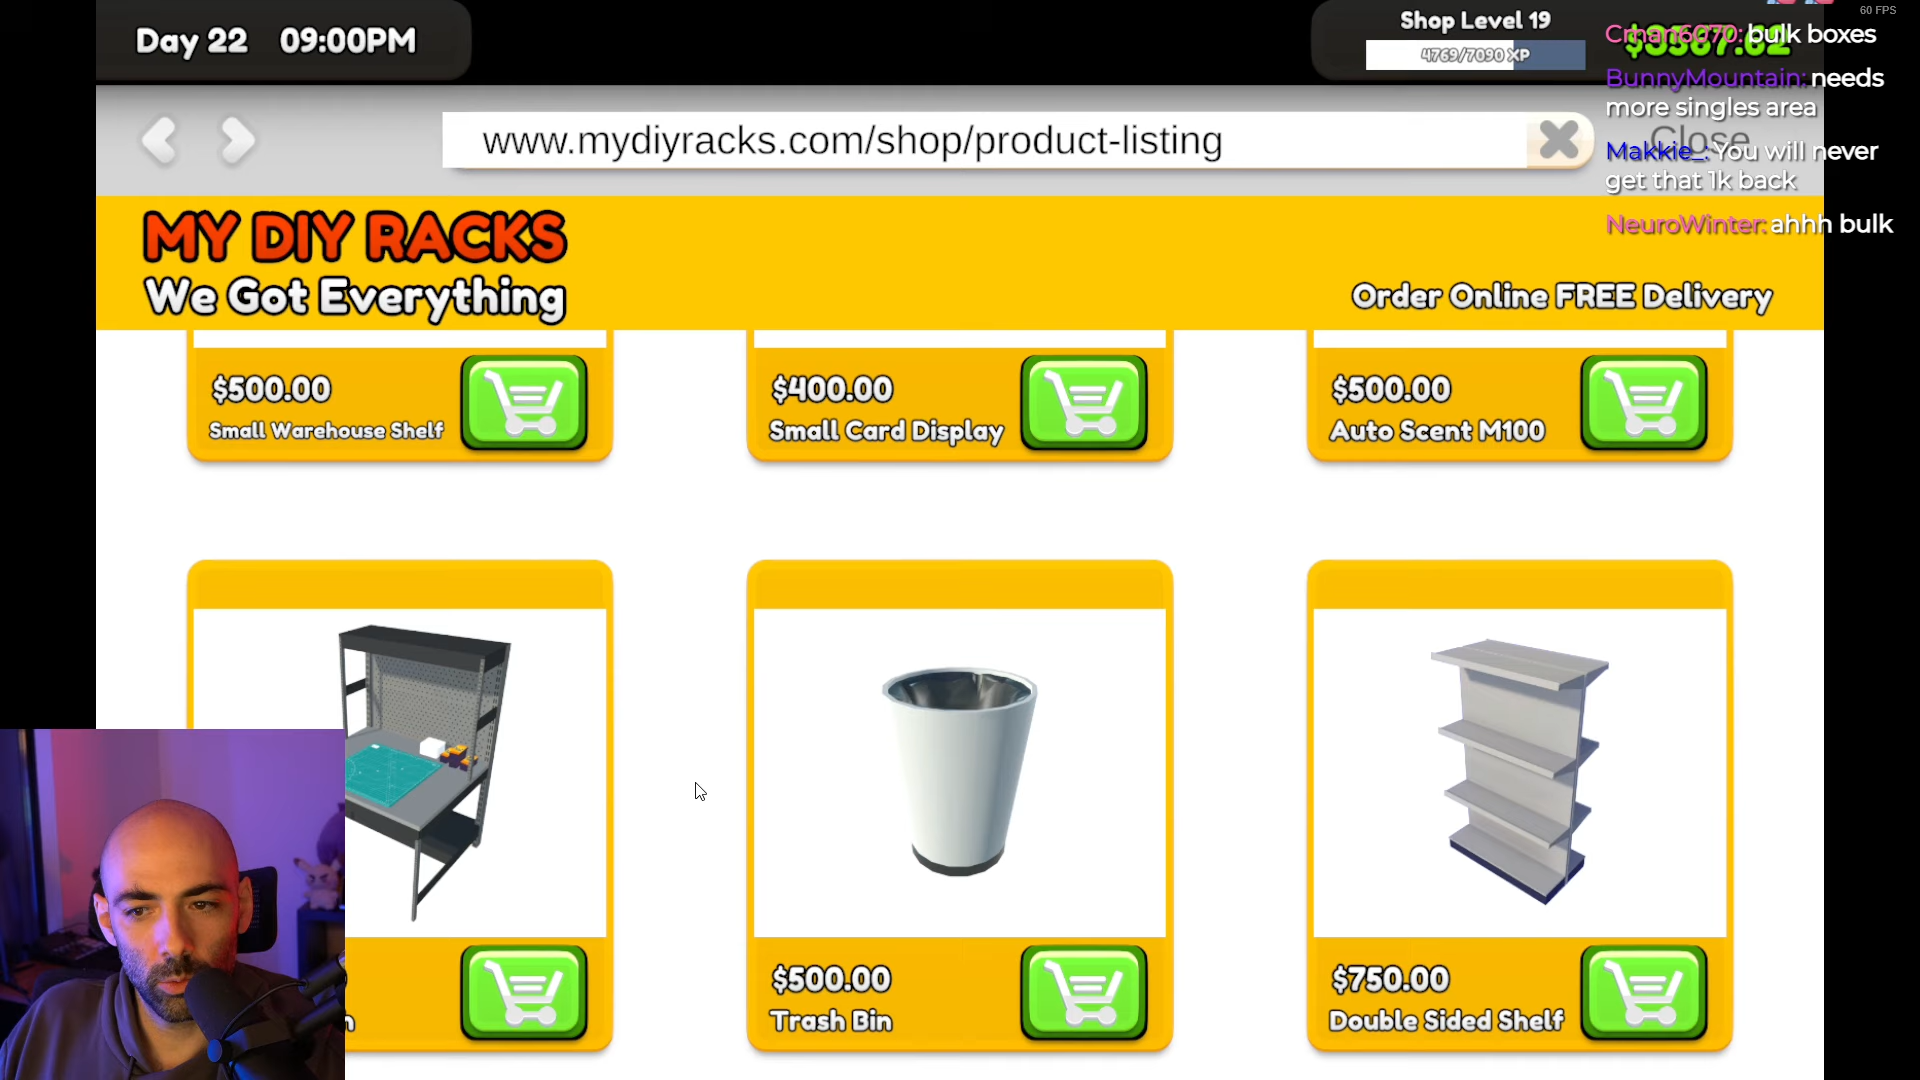 Day 22 09:00PM
Shop Level 19
4769/7090 XP
60 FPS
Cman6070: bulk boxes
BunnyMountain: needs
more singles area
Makkie_: You will never
get that 1k back
NeuroWinter: ahhh bulk
www.mydiyracks.com/shop/product-listing
Close
MY DIY RACKS
We Got Everything
Order Online FREE Delivery
$500.00
Small Warehouse Shelf
$400.00
Small Card Display
$500.00
Auto Scent M100
$500.00
Trash Bin
$750.00
Double Sided Shelf